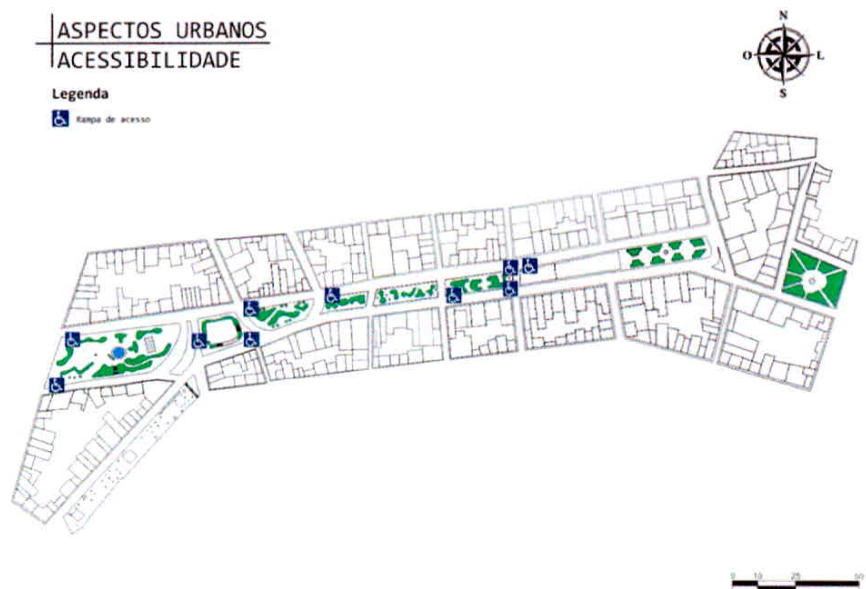 ASPECTOS URBANOS
ACESSIBILIDADE
Legenda
Rampa de acesso
N
O
L
S
0 10 25 50